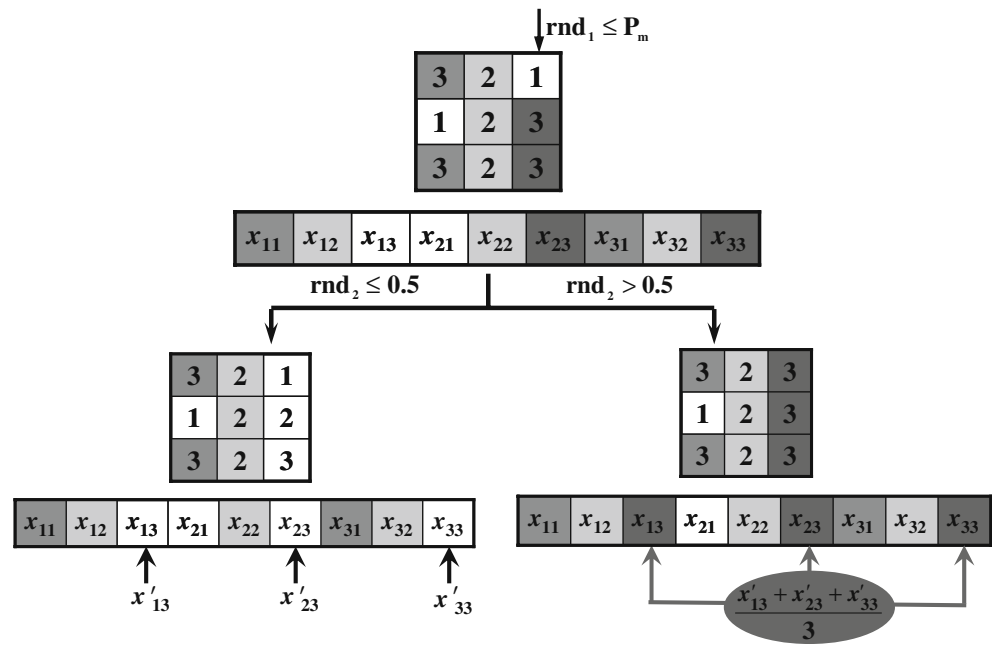 rnd₁ ≤ Pₘ
3 2 1
1 2 3
3 2 3
x₁₁ x₁₂ x₁₃ x₂₁ x₂₂ x₂₃ x₃₁ x₃₂ x₃₃
rnd₂ ≤ 0.5 rnd₂ > 0.5
3 2 1
1 2 2
3 2 3
3 2 3
1 2 3
3 2 3
x₁₁ x₁₂ x₁₃ x₂₁ x₂₂ x₂₃ x₃₁ x₃₂ x₃₃
x₁₁ x₁₂ x₁₃ x₂₁ x₂₂ x₂₃ x₃₁ x₃₂ x₃₃
x′₁₃ x′₂₃ x′₃₃
x′₁₃ + x′₂₃ + x′₃₃
3